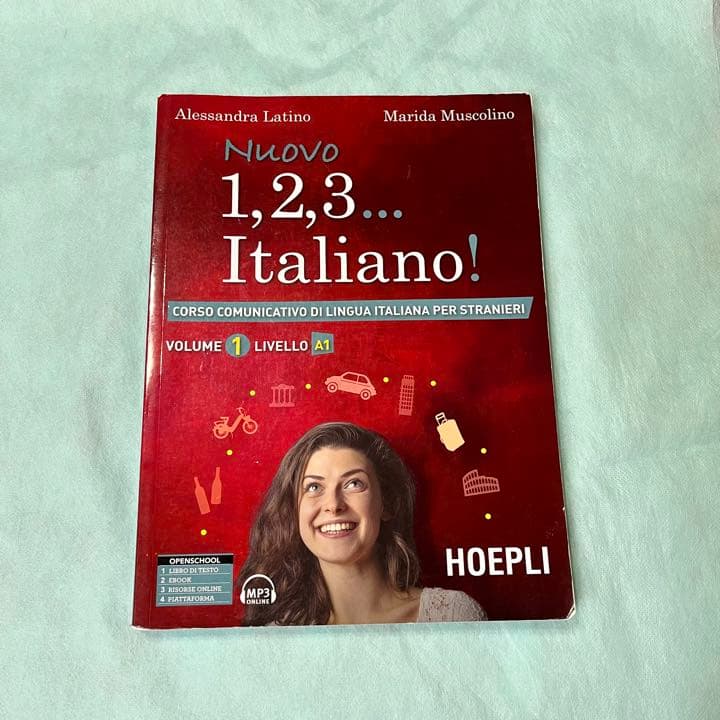 Alessandra Latino Marida Muscolino
Nuovo
1,2,3...
Italiano!
CORSO COMUNICATIVO DI LINGUA ITALIANA PER STRANIERI
VOLUME 1 LIVELLO A1
OPENSCHOOL
1 LIBRO DI TESTO
2 EBOOK
3 RISORSE ONLINE
4 PIATTAFORMA
MP3
ONLINE
HOEPLI